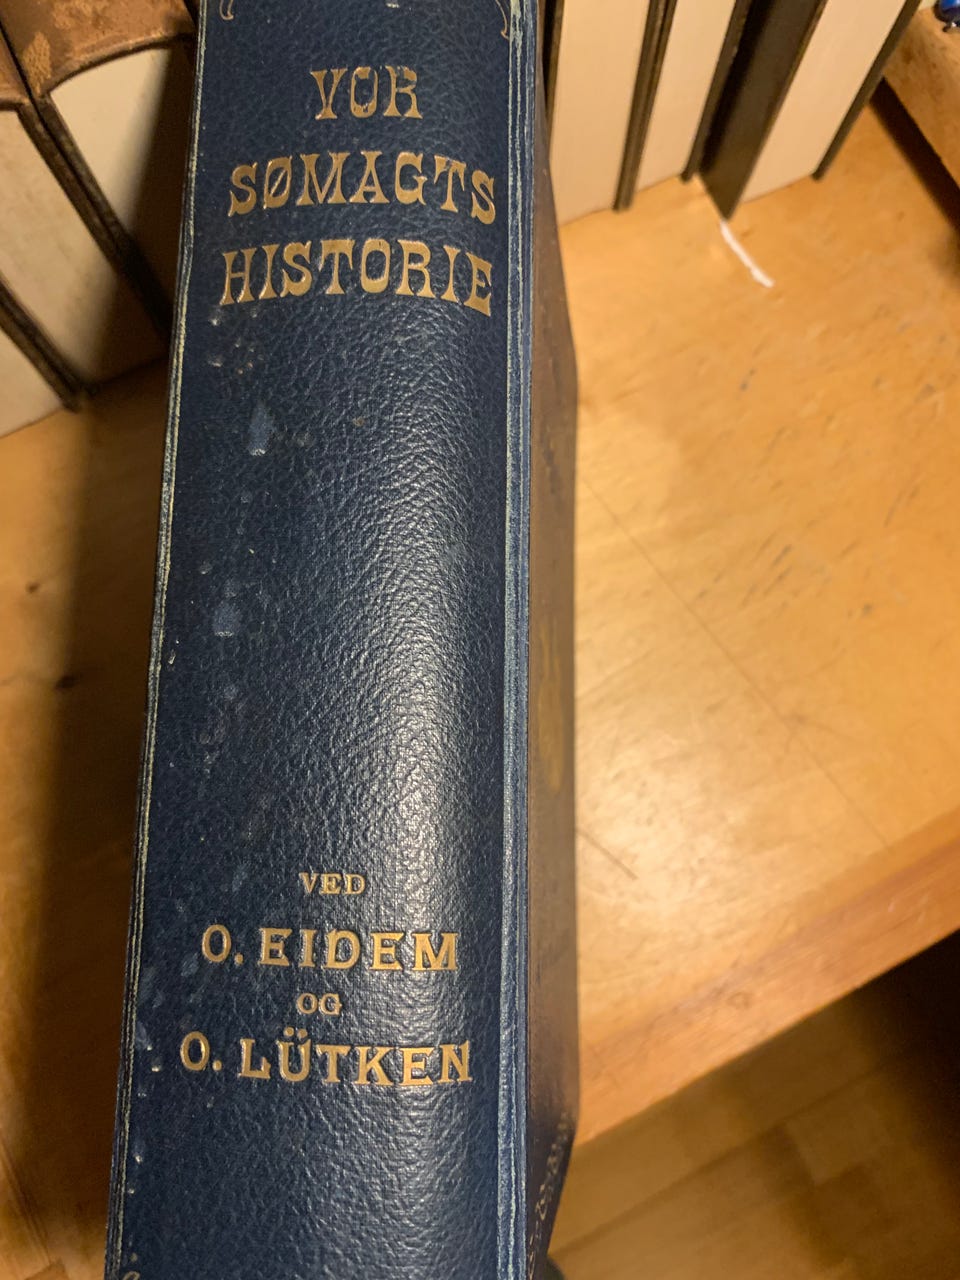 VOR
SØMAGTS
HISTORIE
VED
O. EIDEM
OG
O. LÜTKEN